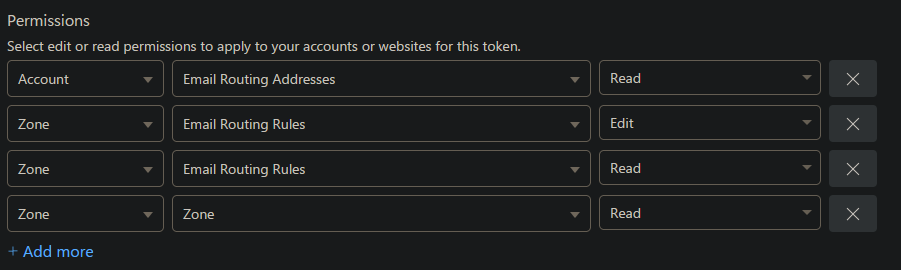 Permissions
Select edit or read permissions to apply to your accounts or websites for this token.
Account Email Routing Addresses Read
Zone Email Routing Rules Edit
Zone Email Routing Rules Read
Zone Zone Read
+ Add more